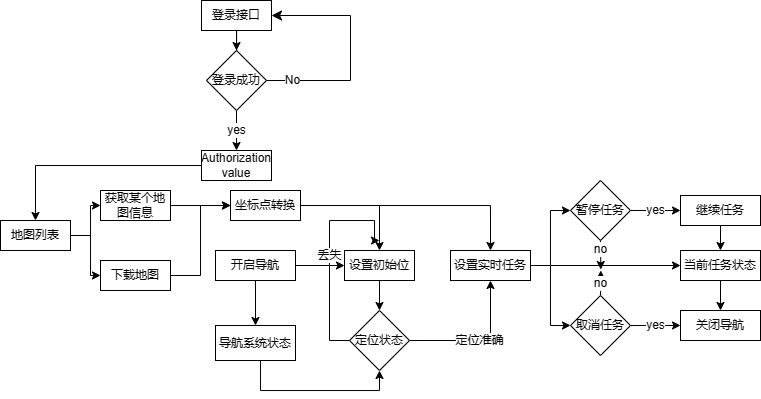 登录接口
登录成功
No
yes
Authorization
value
获取某个地
图信息
坐标点转换
暂停任务
yes
继续任务
地图列表
no
丢失
下载地图
开启导航
设置初始位
设置实时任务
当前任务状态
no
导航系统状态
定位状态
定位准确
取消任务
yes
关闭导航